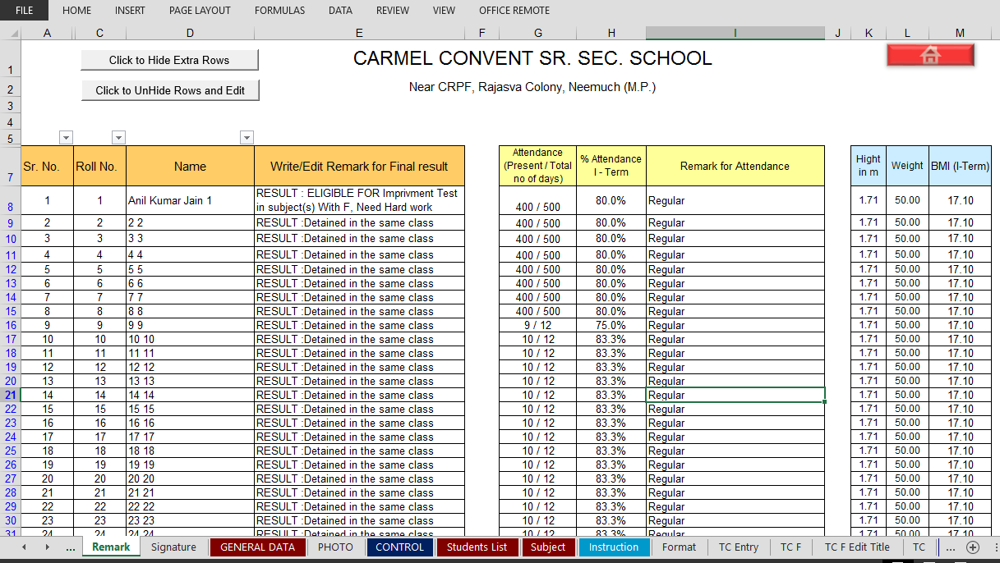 FILE HOME INSERT PAGE LAYOUT FORMULAS DATA REVIEW VIEW OFFICE REMOTE
A C D E F G H I J K L M
1 Click to Hide Extra Rows CARMEL CONVENT SR. SEC. SCHOOL
2 Click to UnHide Rows and Edit Near CRPF, Rajasva Colony, Neemuch (M.P.)
3
4
5
7 Sr. No. Roll No. Name Write/Edit Remark for Final result Attendance (Present / Total no of days) % Attendance I - Term Remark for Attendance Hight in m Weight BMI (I-Term)
8 1 1 Anil Kumar Jain 1 RESULT : ELIGIBLE FOR Imprivment Test in subject(s) With F, Need Hard work 400 / 500 80.0% Regular 1.71 50.00 17.10
9 2 2 2 2 RESULT :Detained in the same class 400 / 500 80.0% Regular 1.71 50.00 17.10
10 3 3 3 3 RESULT :Detained in the same class 400 / 500 80.0% Regular 1.71 50.00 17.10
11 4 4 4 4 RESULT :Detained in the same class 400 / 500 80.0% Regular 1.71 50.00 17.10
12 5 5 5 5 RESULT :Detained in the same class 400 / 500 80.0% Regular 1.71 50.00 17.10
13 6 6 6 6 RESULT :Detained in the same class 400 / 500 80.0% Regular 1.71 50.00 17.10
14 7 7 7 7 RESULT :Detained in the same class 400 / 500 80.0% Regular 1.71 50.00 17.10
15 8 8 8 8 RESULT :Detained in the same class 400 / 500 80.0% Regular 1.71 50.00 17.10
16 9 9 9 9 RESULT :Detained in the same class 9 / 12 75.0% Regular 1.71 50.00 17.10
17 10 10 10 10 RESULT :Detained in the same class 10 / 12 83.3% Regular 1.71 50.00 17.10
18 11 11 11 11 RESULT :Detained in the same class 10 / 12 83.3% Regular 1.71 50.00 17.10
19 12 12 12 12 RESULT :Detained in the same class 10 / 12 83.3% Regular 1.71 50.00 17.10
20 13 13 13 13 RESULT :Detained in the same class 10 / 12 83.3% Regular 1.71 50.00 17.10
21 14 14 14 14 RESULT :Detained in the same class 10 / 12 83.3% Regular 1.71 50.00 17.10
22 15 15 15 15 RESULT :Detained in the same class 10 / 12 83.3% Regular 1.71 50.00 17.10
23 16 16 16 16 RESULT :Detained in the same class 10 / 12 83.3% Regular 1.71 50.00 17.10
24 17 17 17 17 RESULT :Detained in the same class 10 / 12 83.3% Regular 1.71 50.00 17.10
25 18 18 18 18 RESULT :Detained in the same class 10 / 12 83.3% Regular 1.71 50.00 17.10
26 19 19 19 19 RESULT :Detained in the same class 10 / 12 83.3% Regular 1.71 50.00 17.10
27 20 20 20 20 RESULT :Detained in the same class 10 / 12 83.3% Regular 1.71 50.00 17.10
28 21 21 21 21 RESULT :Detained in the same class 10 / 12 83.3% Regular 1.71 50.00 17.10
29 22 22 22 22 RESULT :Detained in the same class 10 / 12 83.3% Regular 1.71 50.00 17.10
30 23 23 23 23 RESULT :Detained in the same class 10 / 12 83.3% Regular 1.71 50.00 17.10
31 24 24 24 24 RESULT :Detained in the same class 10 / 12 83.3% Regular 1.71 50.00 17.10
... Remark Signature GENERAL DATA PHOTO CONTROL Students List Subject Instruction Format TC Entry TC F TC F Edit Title TC ...